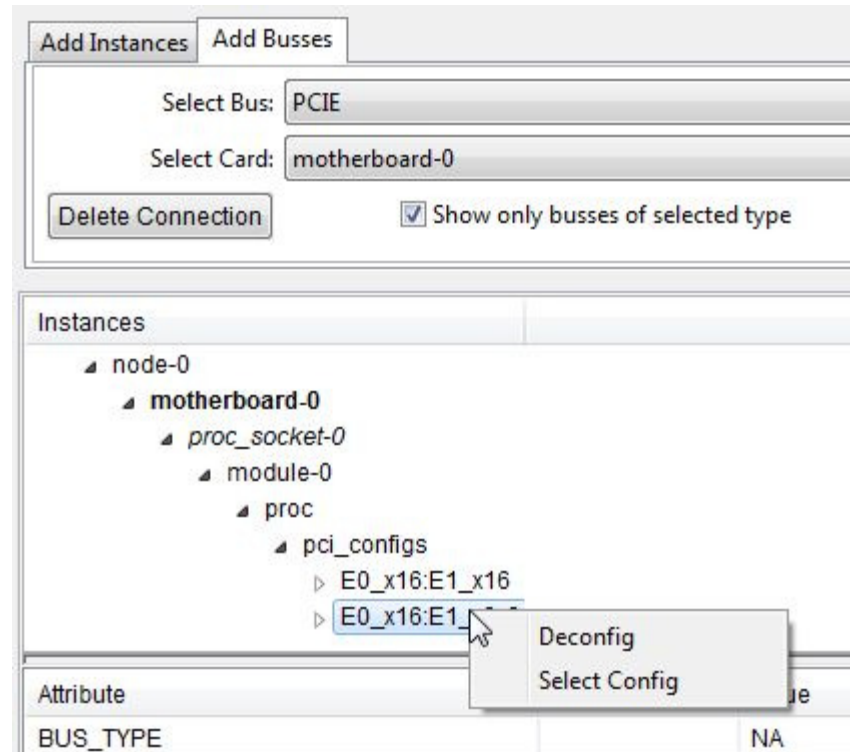 Add Instances Add Busses
Select Bus: PCIE
Select Card: motherboard-0
Delete Connection Show only busses of selected type
Instances
node-0
motherboard-0
proc_socket-0
module-0
proc
pci_configs
E0_x16:E1_x16
E0_x16:E1_
Deconfig
Select Config
Attribute
BUS_TYPE NA